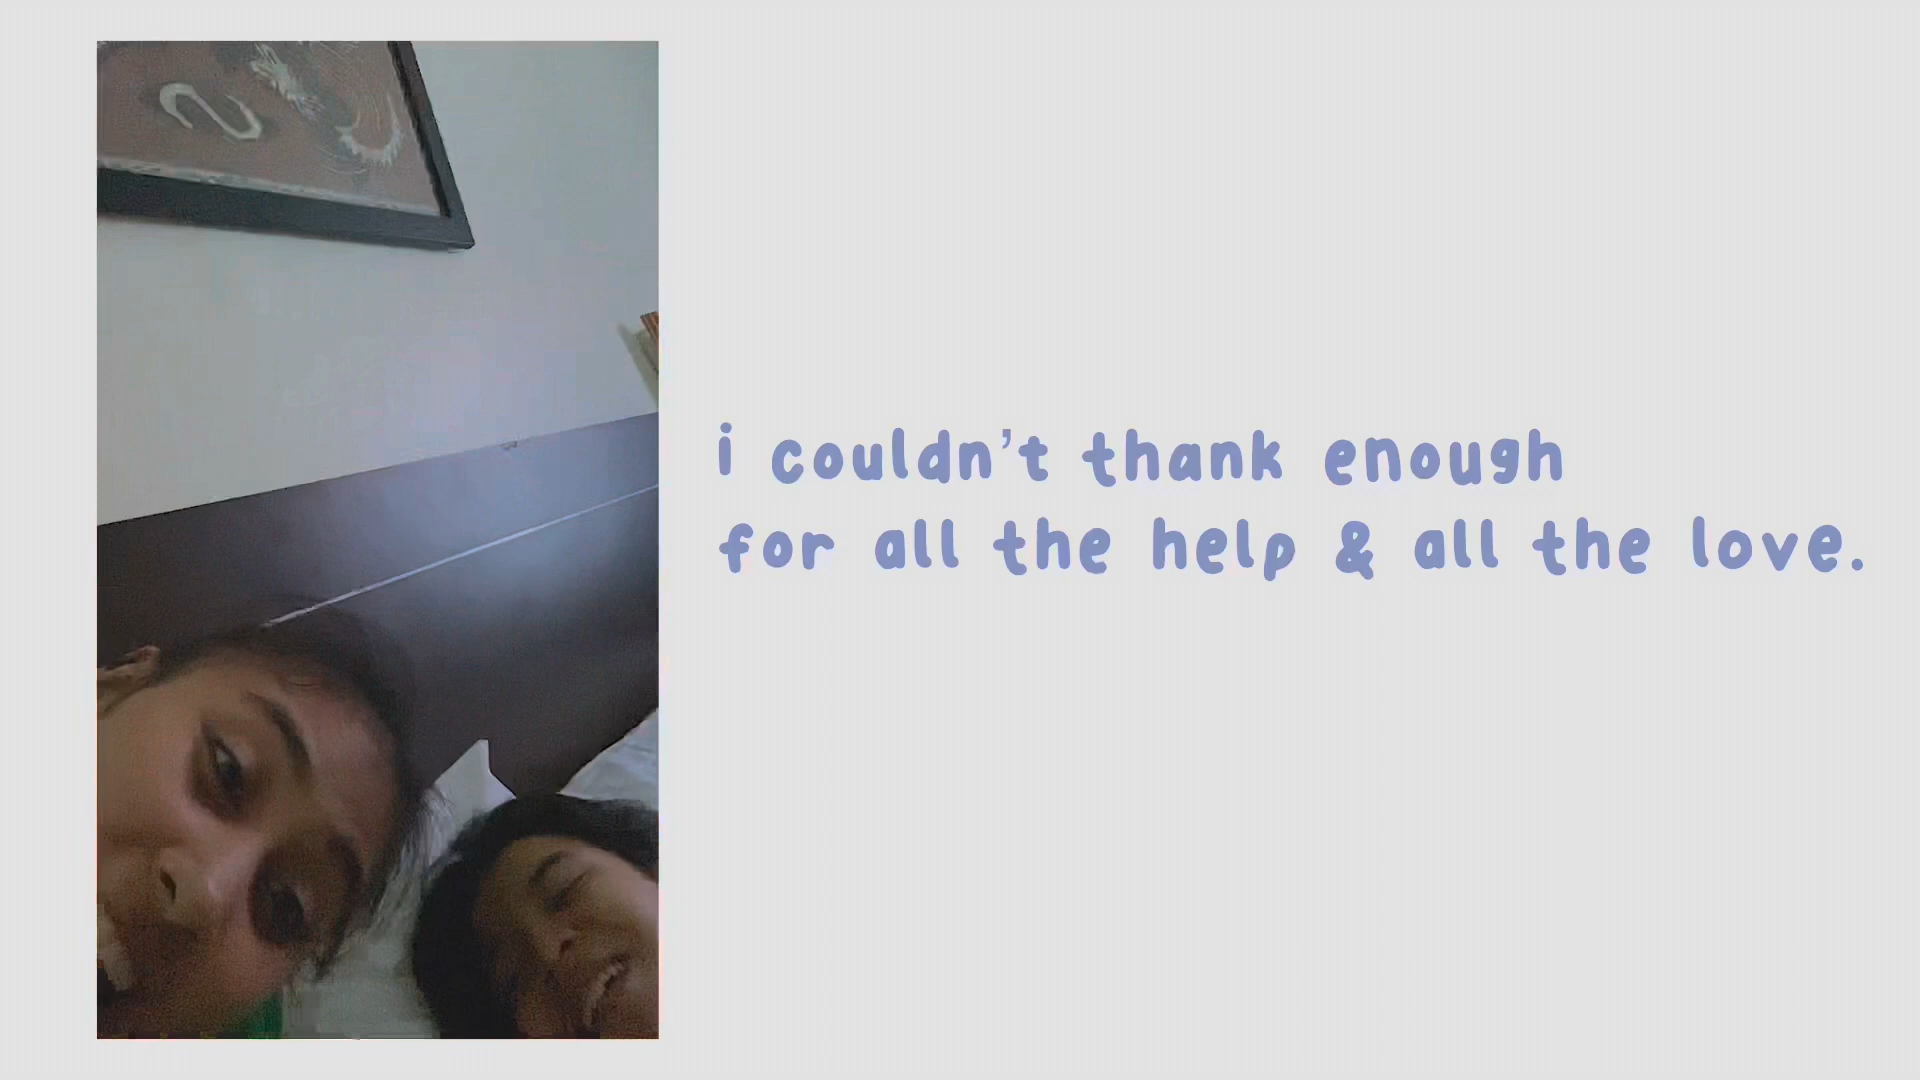 i couldn't thank enough
for all the help & all the love.